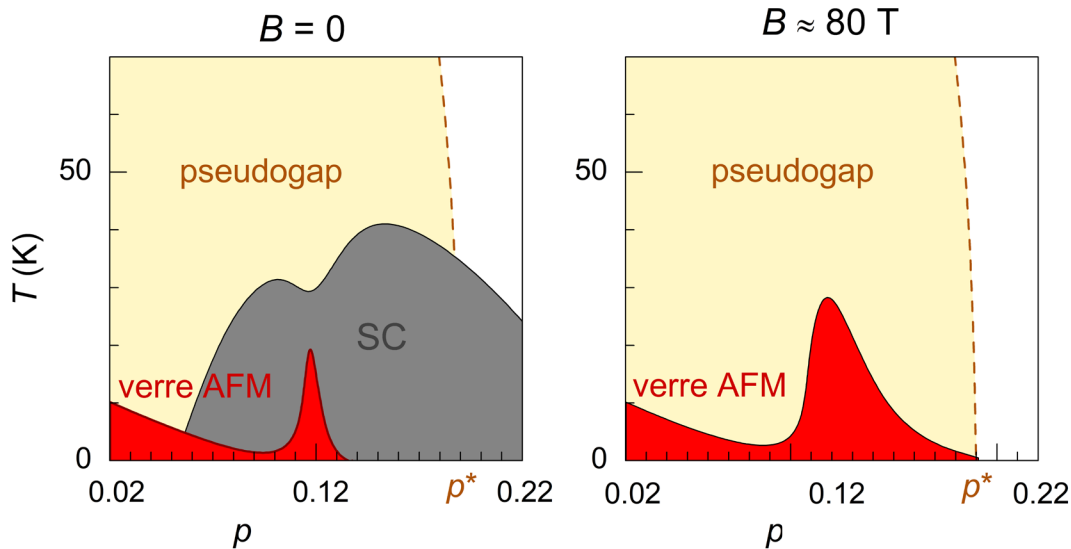 B = 0
B ≈ 80 T
T (K)
50
0
pseudogap
SC
verre AFM
0.02
0.12
p*
0.22
p
50
0
pseudogap
verre AFM
0.02
0.12
p*
0.22
p